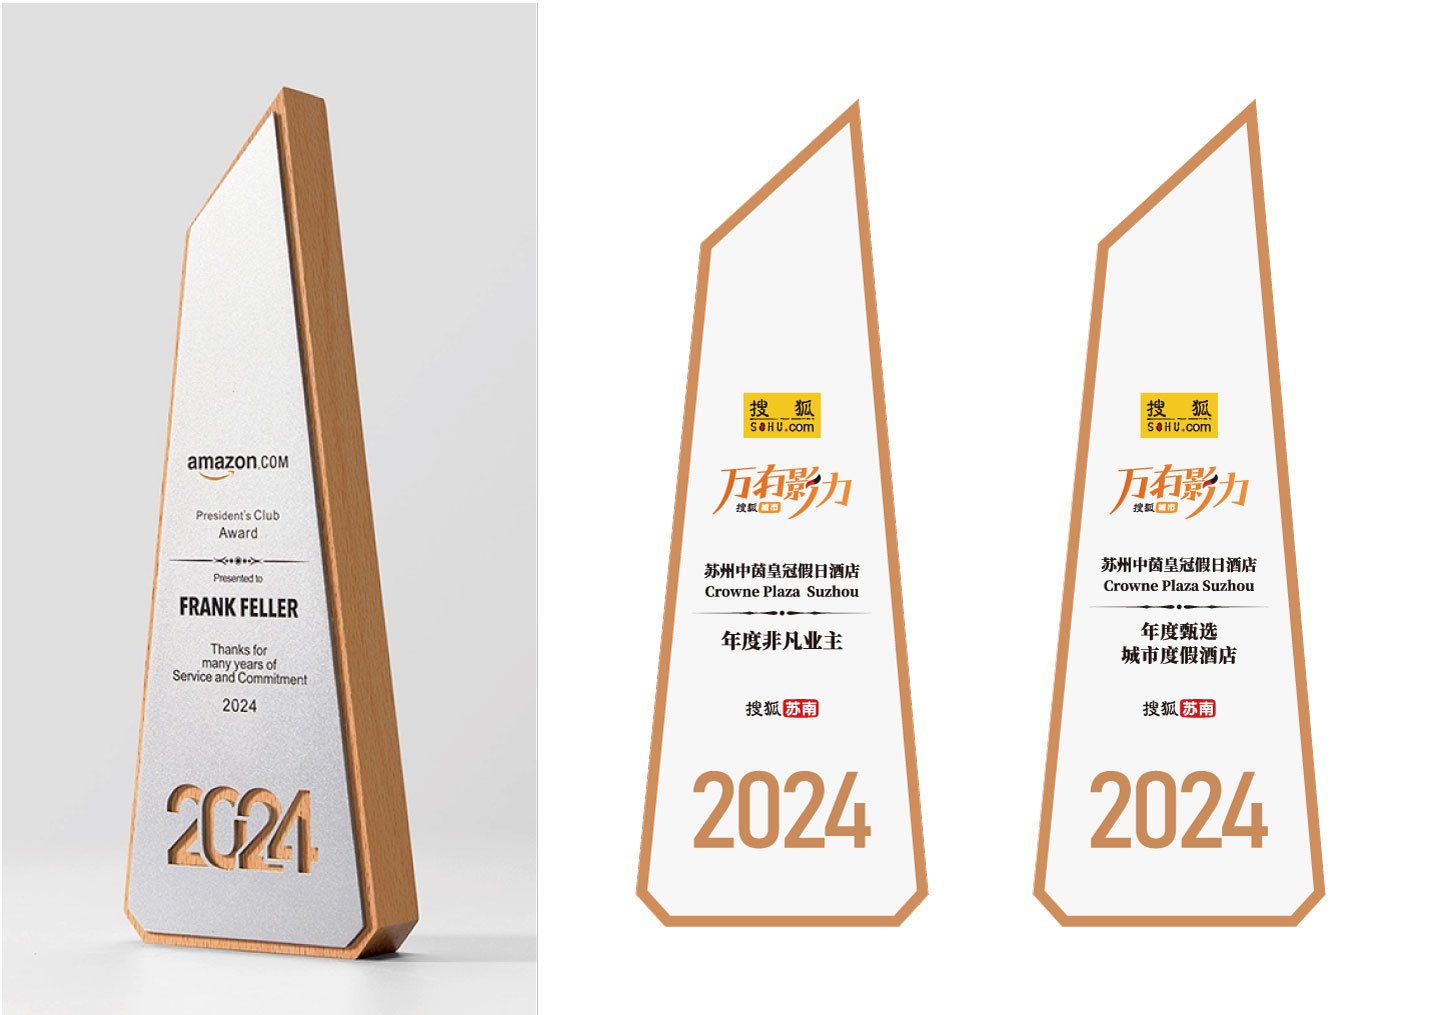 amazon.COM
President's Club
Award
Presented to
FRANK FELLER
Thanks for
many years of
Service and Commitment
2024
2024
搜狐
SOHU.com
万有影力
搜狐 城市
苏州中茵皇冠假日酒店
Crowne Plaza Suzhou
年度非凡业主
搜狐 苏南
2024
搜狐
SOHU.com
万有影力
搜狐 城市
苏州中茵皇冠假日酒店
Crowne Plaza Suzhou
年度甄选
城市度假酒店
搜狐 苏南
2024